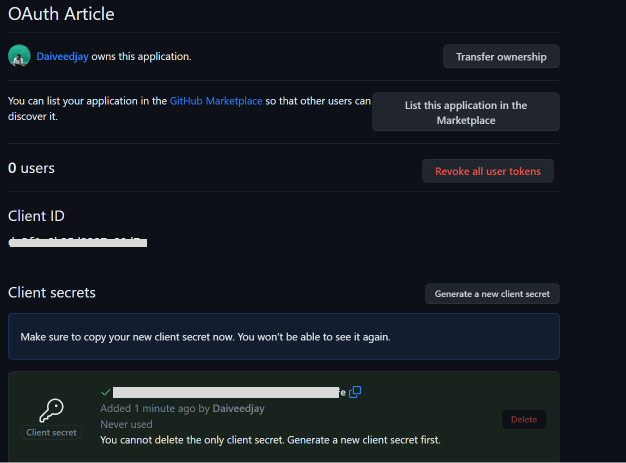 OAuth Article
Daiveedjay owns this application.
Transfer ownership
You can list your application in the GitHub Marketplace so that other users can
discover it.
List this application in the
Marketplace
0 users
Revoke all user tokens
Client ID
Client secrets
Generate a new client secret
Make sure to copy your new client secret now. You won't be able to see it again.
Added 1 minute ago by Daiveedjay
Never used
You cannot delete the only client secret. Generate a new client secret first.
Client secret
Delete